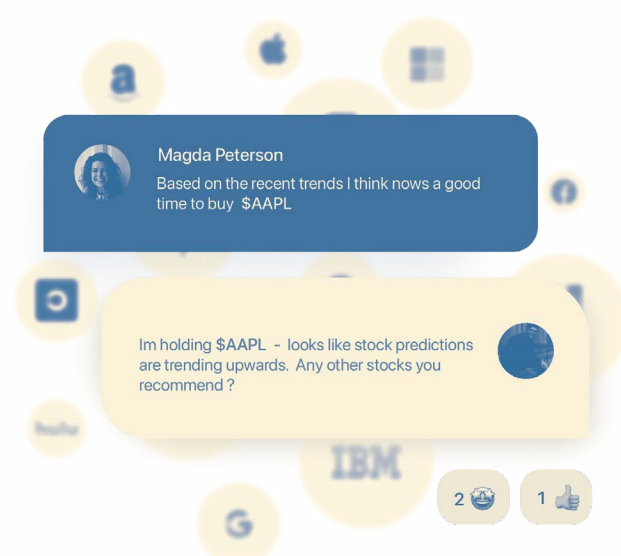 Magda Peterson
Based on the recent trends I think nows a good
time to buy $AAPL
Im holding $AAPL - looks like stock predictions
are trending upwards. Any other stocks you
recommend ?
hulu
IBM
2
1